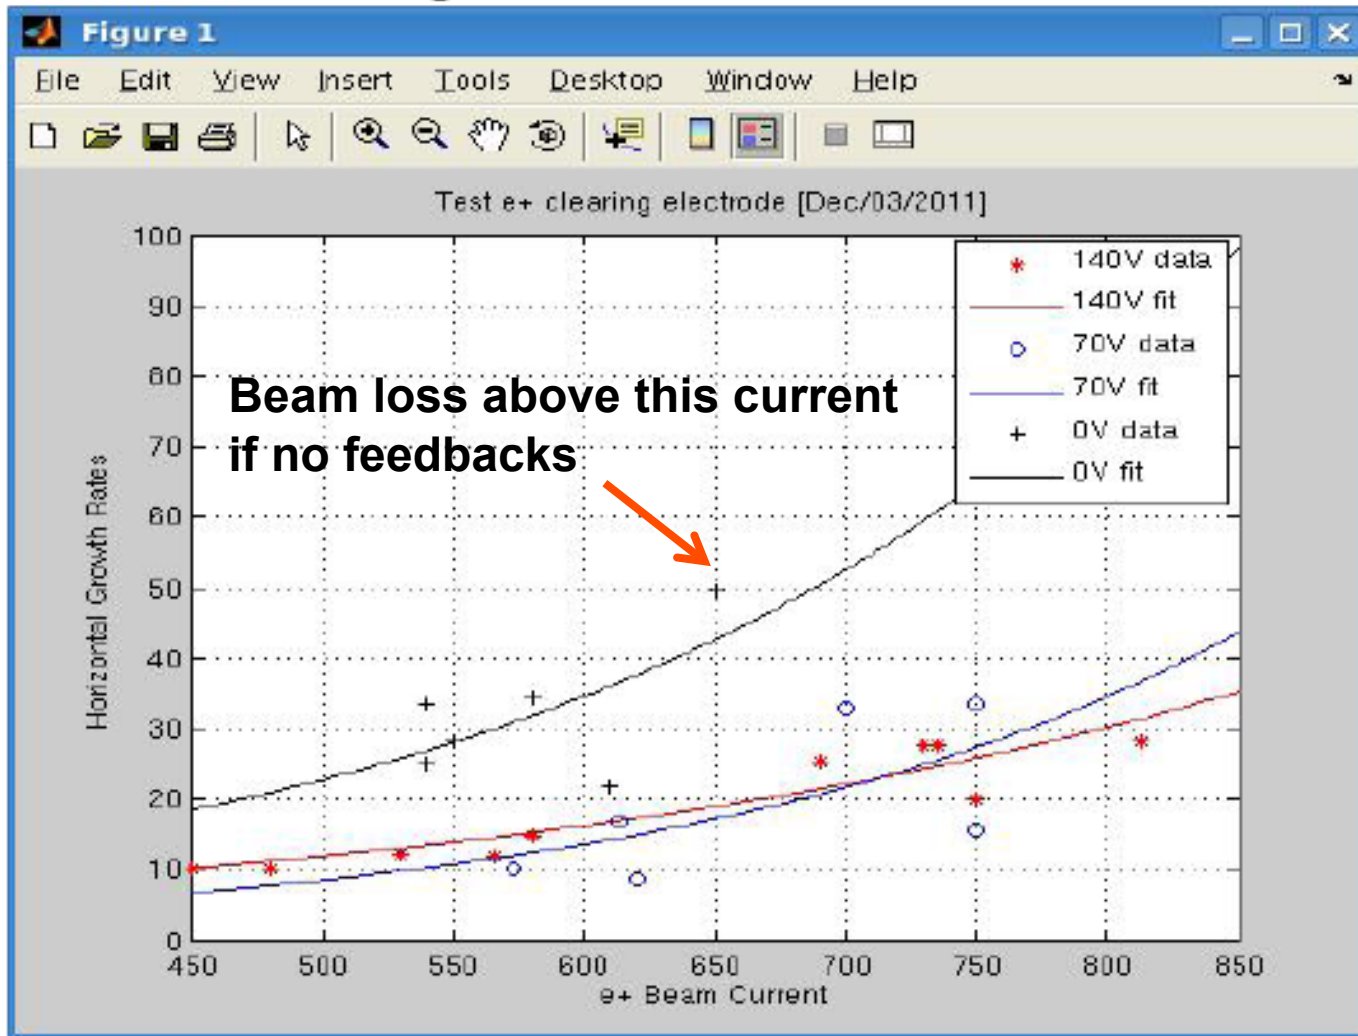 Figure 1
File Edit View Insert Tools Desktop Window Help
Test e+ clearing electrode [Dec/03/2011]
100
90
80
70
60
50
40
30
20
10
0
Horizontal Growth Rates
Beam loss above this current
if no feedbacks
140V data
140V fit
70V data
70V fit
0V data
0V fit
450 500 550 600 650 700 750 800 850
e+ Beam Current